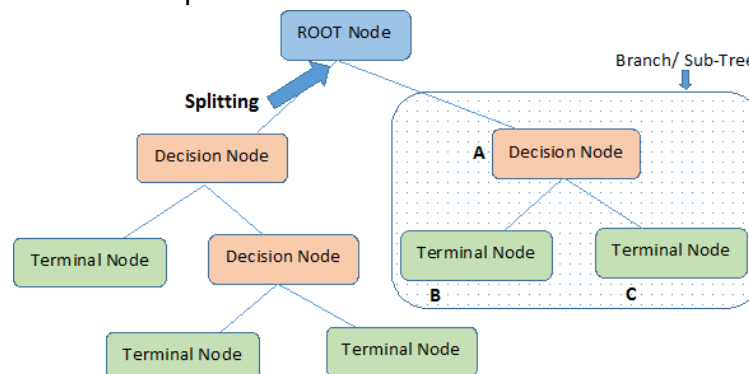 ROOT Node
Branch/ Sub-Tree
Splitting
Decision Node
A
Decision Node
Terminal Node
Decision Node
Terminal Node
Terminal Node
B
C
Terminal Node
Terminal Node